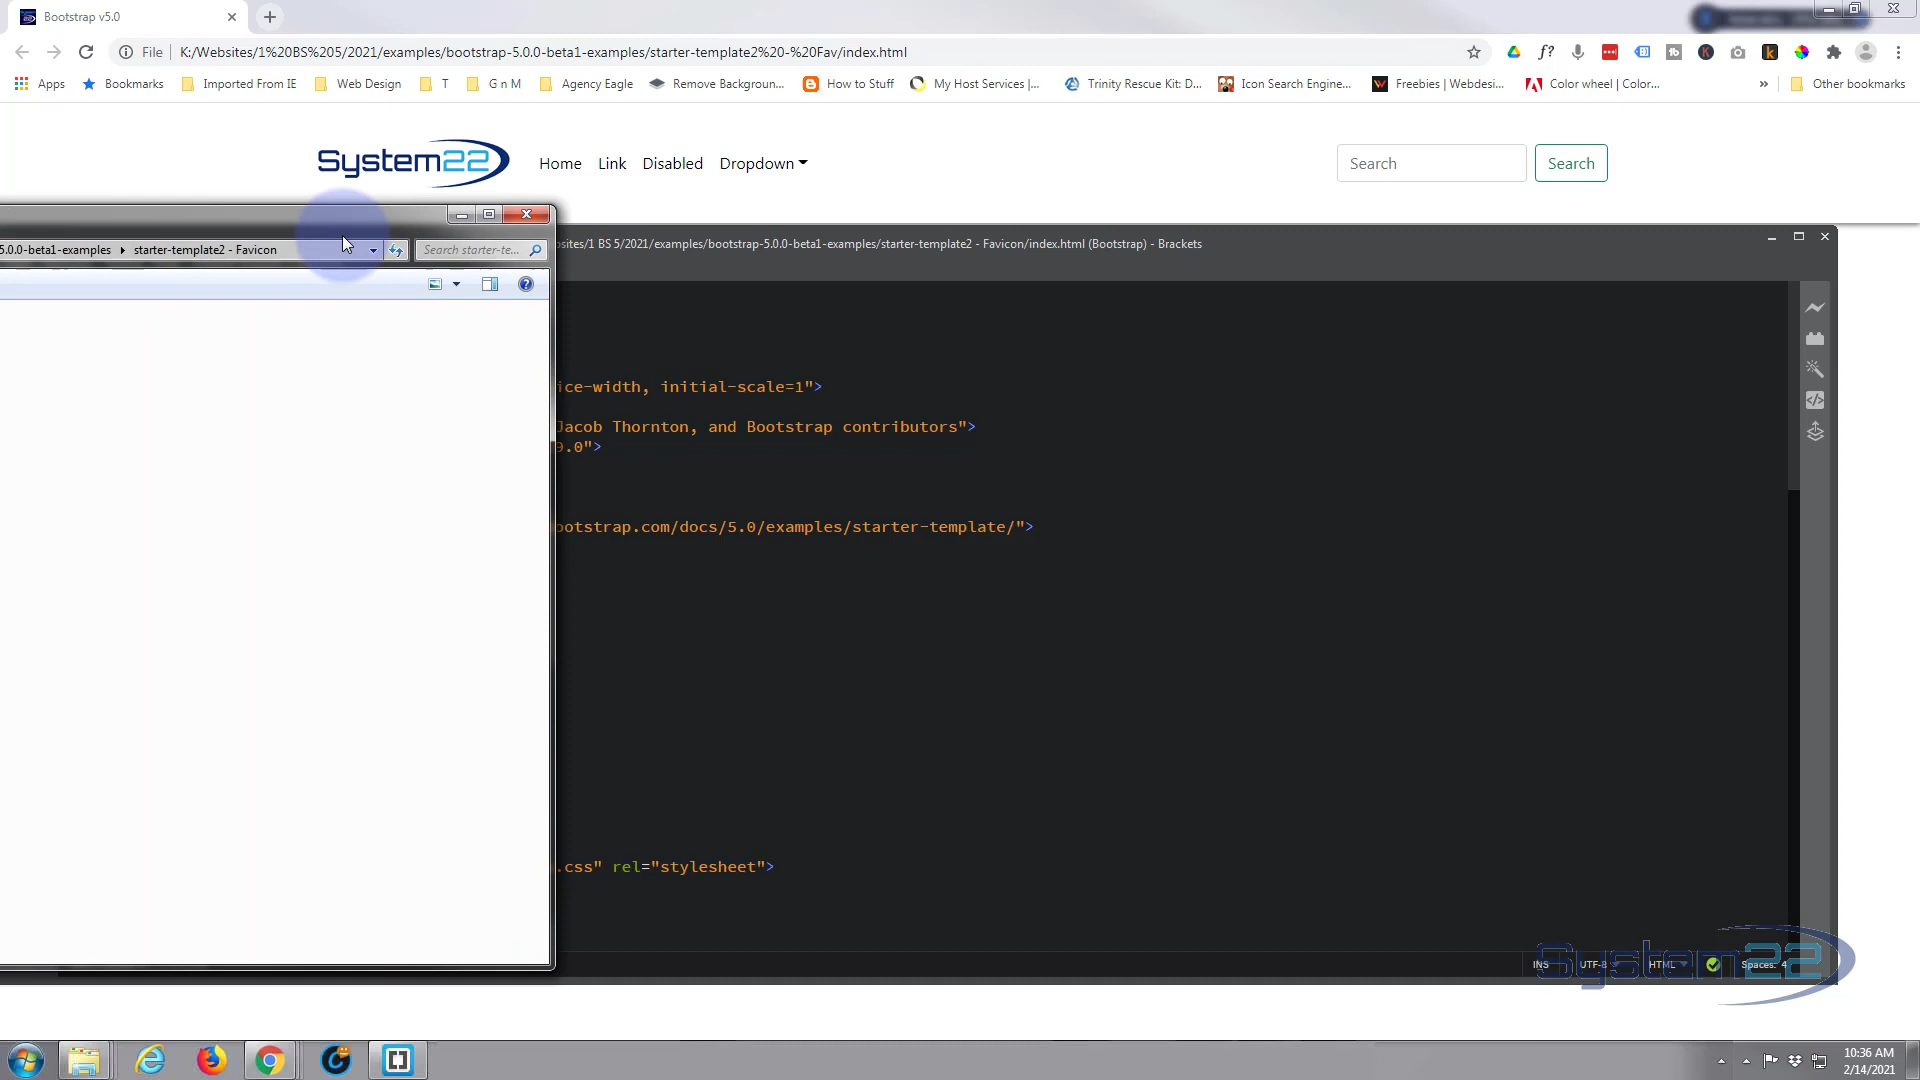 Bootstrap v5.0
File K:/Websites/1%20BS%205/2021/examples/bootstrap-5.0.0-beta1-examples/starter-template2%20-%20Fav/index.html
Apps Bookmarks Imported From IE Web Design T G n M Agency Eagle Remove Backgroun... How to Stuff My Host Services |... Trinity Rescue Kit: D... Icon Search Engine... Freebies | Webdesi... Color wheel | Color... » Other bookmarks
System22 Home Link Disabled Dropdown Search Search
5.0.0-beta1-examples starter-template2 - Favicon Search starter-te...
sites/1 BS 5/2021/examples/bootstrap-5.0.0-beta1-examples/starter-template2 - Favicon/index.html (Bootstrap) - Brackets
ice-width, initial-scale=1">
Jacob Thornton, and Bootstrap contributors">
.0">
ootstrap.com/docs/5.0/examples/starter-template/">
.css" rel="stylesheet">
INS UTF-8 HTML Spaces: 4
System22
10:36 AM
2/14/2021